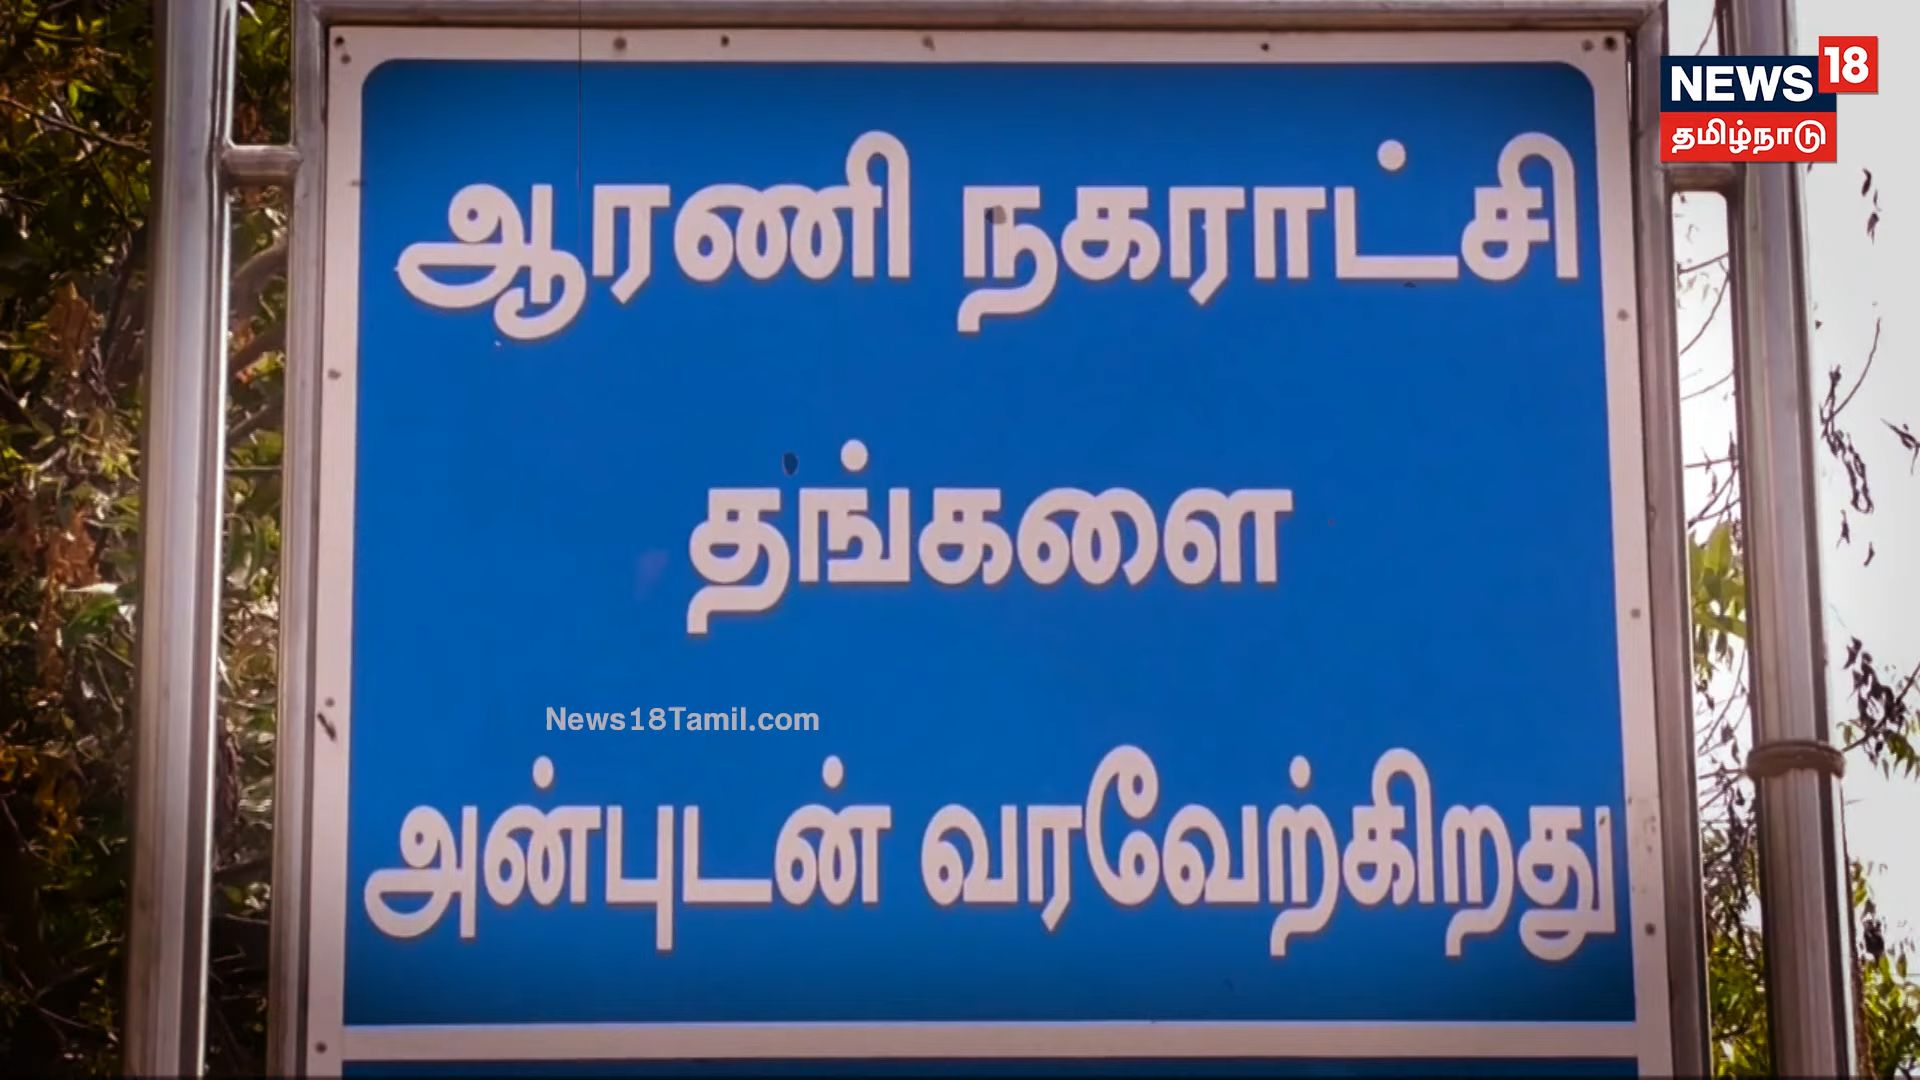 NEWS 18
தமிழ்நாடு
ஆரணி நகராட்சி
தங்களை
News18Tamil.com
அன்புடன் வரவேற்கிறது